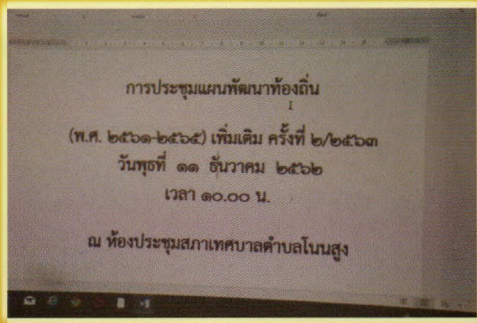 การประชุมแผนพัฒนาท้องถิ่น
(พ.ศ. ๒๕๖๑-๒๕๖๕) เพิ่มเติม ครั้งที่ ๒/๒๕๖๓
วันพุธที่ ๑๑ ธันวาคม ๒๕๖๒
เวลา ๑๐.๐๐ น.
ณ ห้องประชุมสภาเทศบาลตำบลโนนสูง